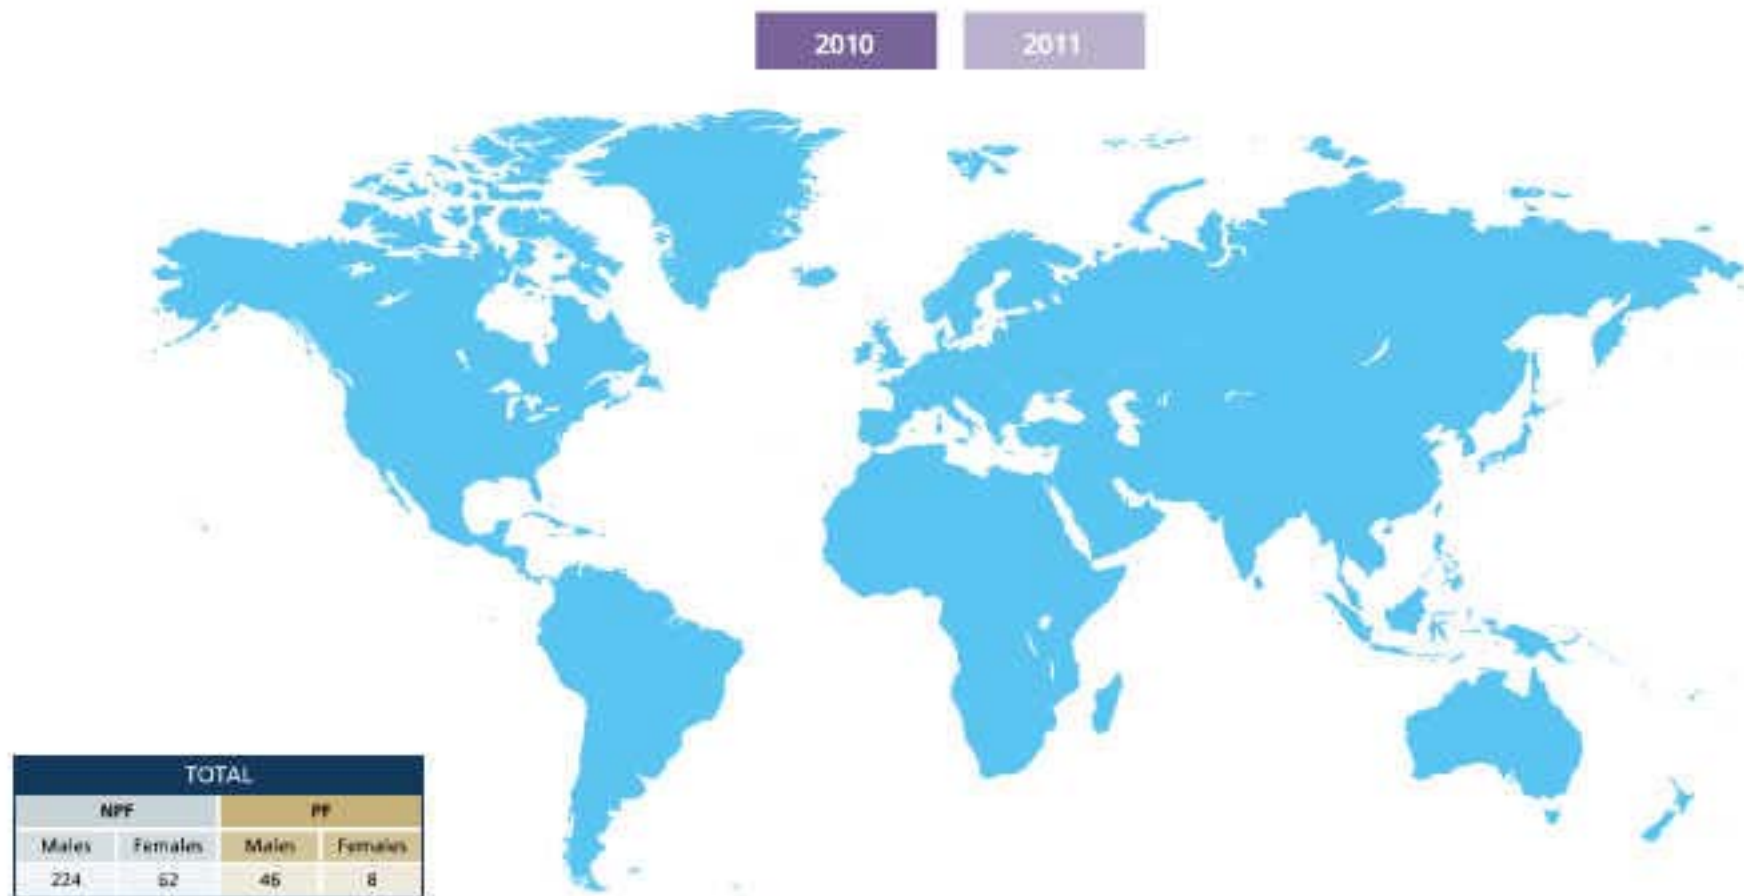 2010 2011
TOTAL
NPF PF
Males Females Males Females
224 62 46 8